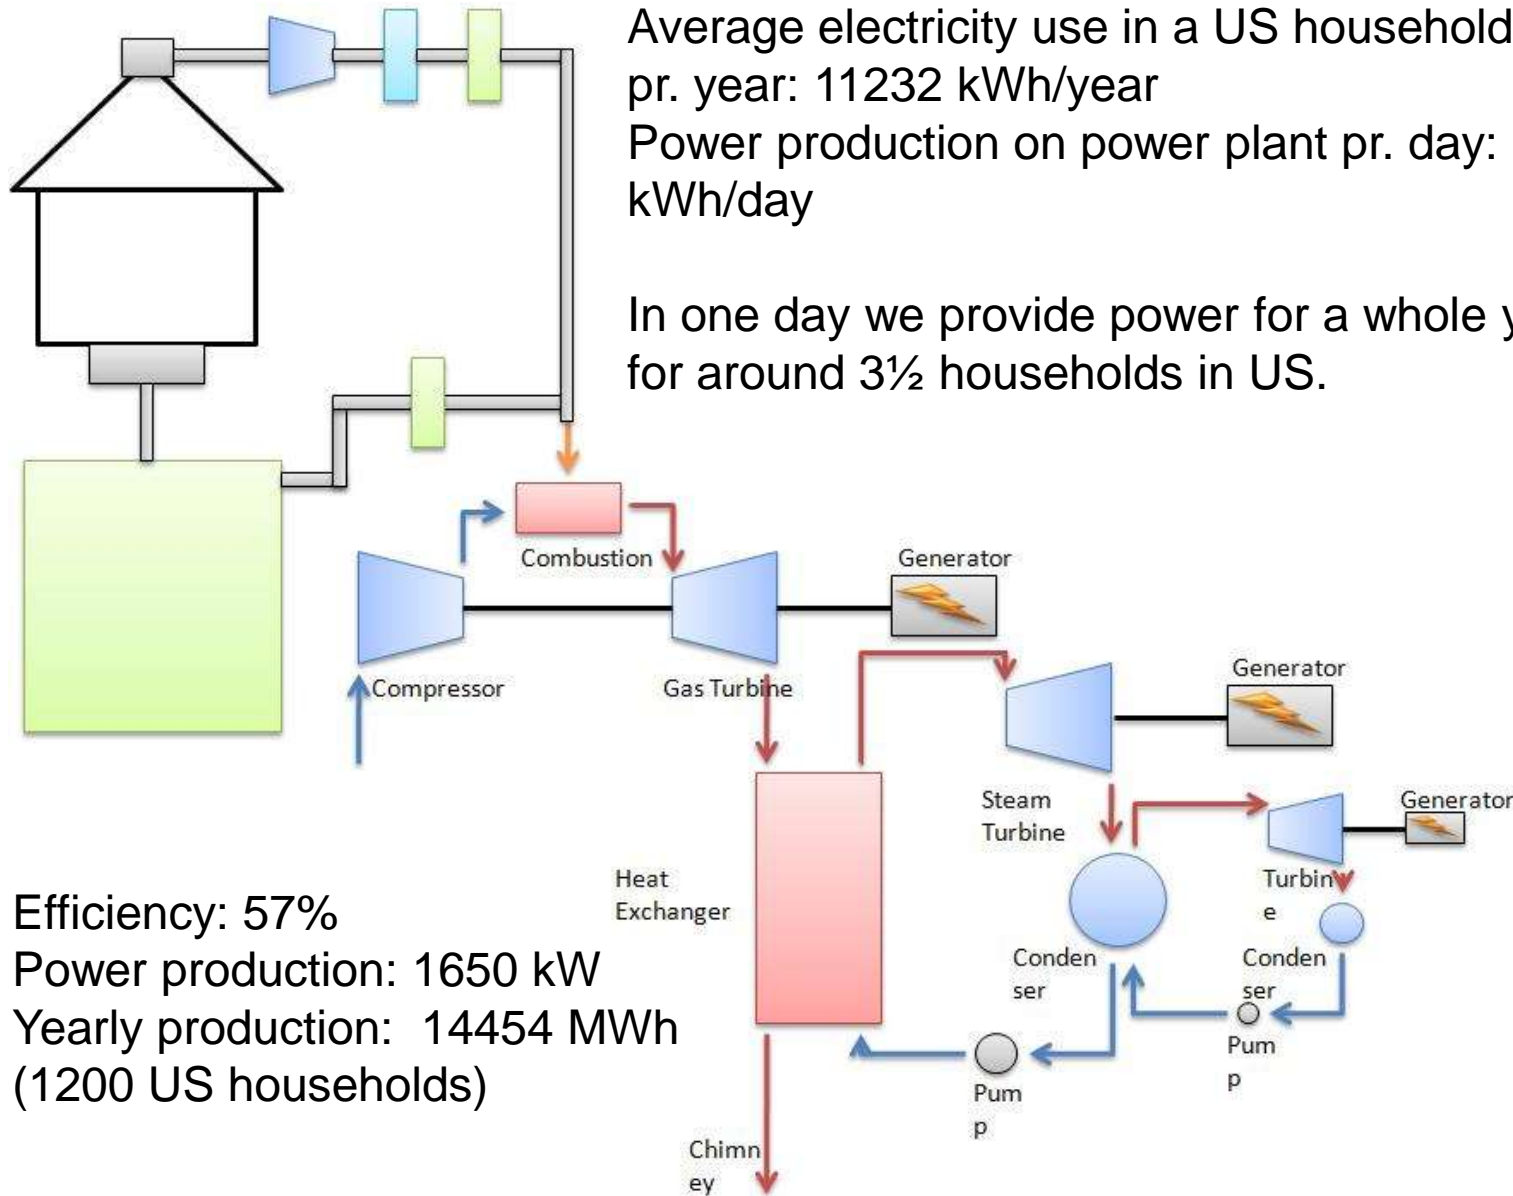 Average electricity use in a US household
pr. year: 11232 kWh/year
Power production on power plant pr. day:
kWh/day
In one day we provide power for a whole y
for around 3½ households in US.
Combustion
Generator
Compressor
Gas Turbine
Generator
Steam
Turbine
Generator
Turbin
e
Heat
Exchanger
Conden
ser
Conden
ser
Pum
p
Pum
p
Chimn
ey
Efficiency: 57%
Power production: 1650 kW
Yearly production:  14454 MWh
(1200 US households)